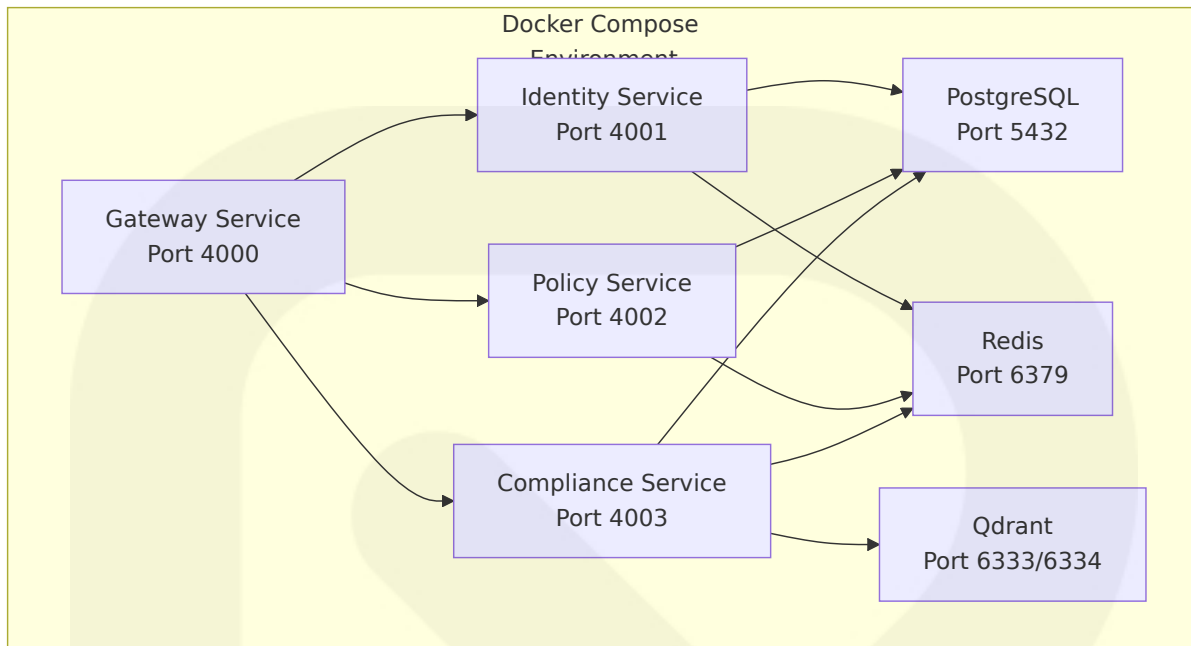 Docker Compose
Environment
Gateway Service
Port 4000
Identity Service
Port 4001
Policy Service
Port 4002
Compliance Service
Port 4003
PostgreSQL
Port 5432
Redis
Port 6379
Qdrant
Port 6333/6334